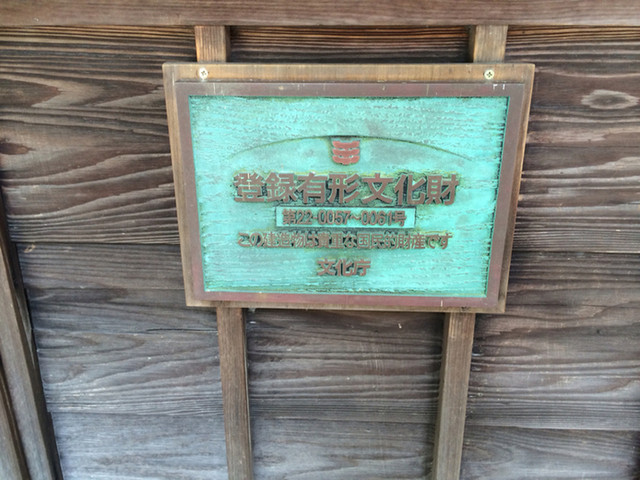 登録有形文化財
第28-0057~0061号
この建造物は貴重な国民的財産です
文化庁